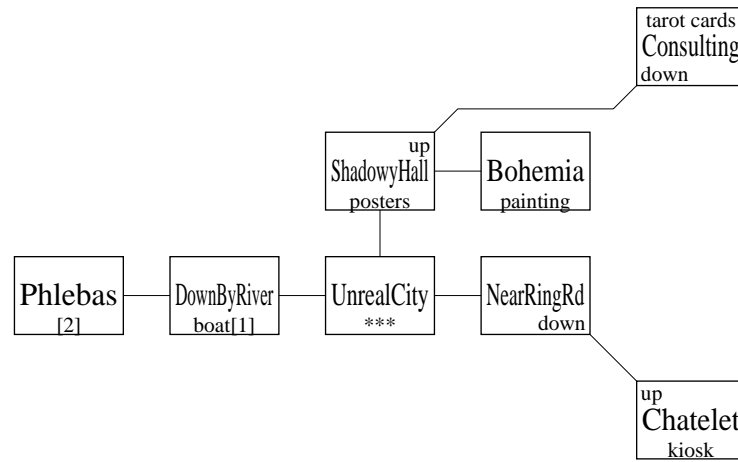 tarot cards
Consulting
down
up
ShadowyHall
posters
Bohemia
painting
Phlebas
[2]
DownByRiver
boat[1]
UnrealCity
***
NearRingRd
down
up
Chatelet
kiosk